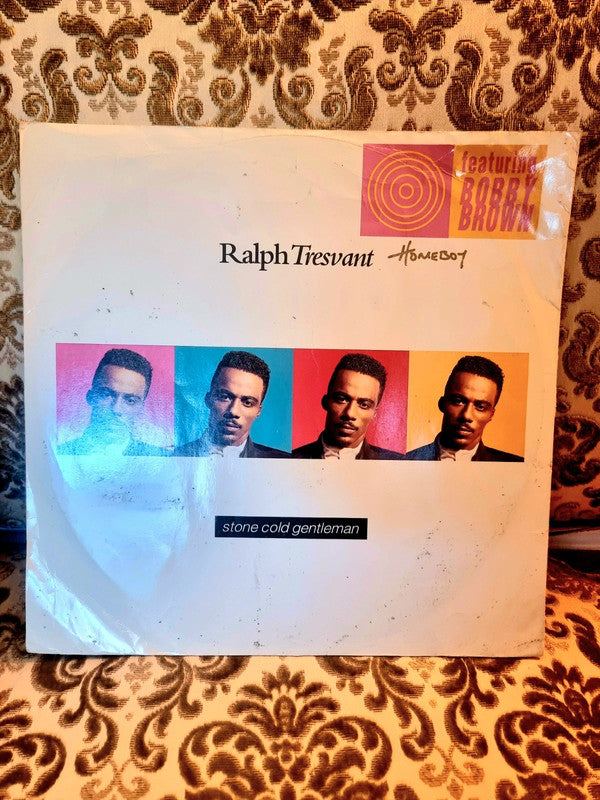 featuring
BOBBY
BROWN
Ralph Tresvant HOMEBOY
stone cold gentleman